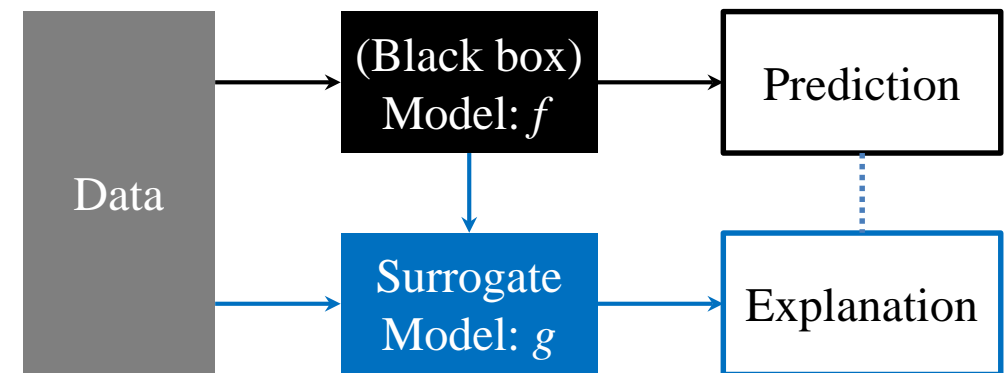 Data
(Black box)
Model: f
Prediction
Surrogate
Model: g
Explanation